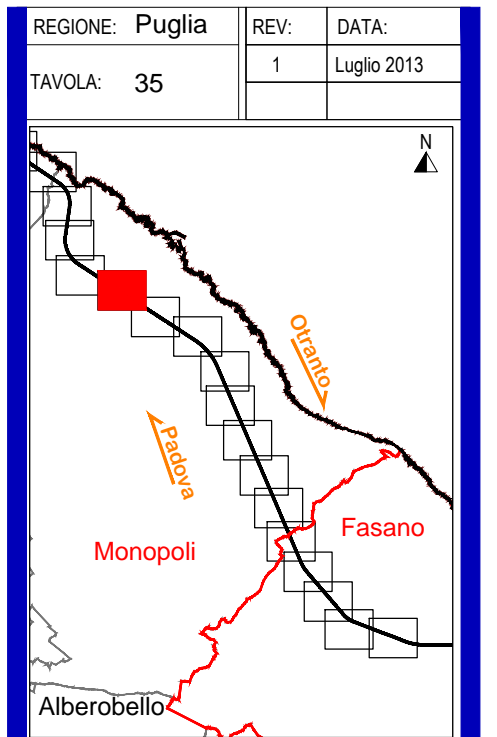 REGIONE: Puglia
REV:
DATA:
TAVOLA: 35
1
Luglio 2013
N
Otranto
Padova
Monopoli
Fasano
Alberobello